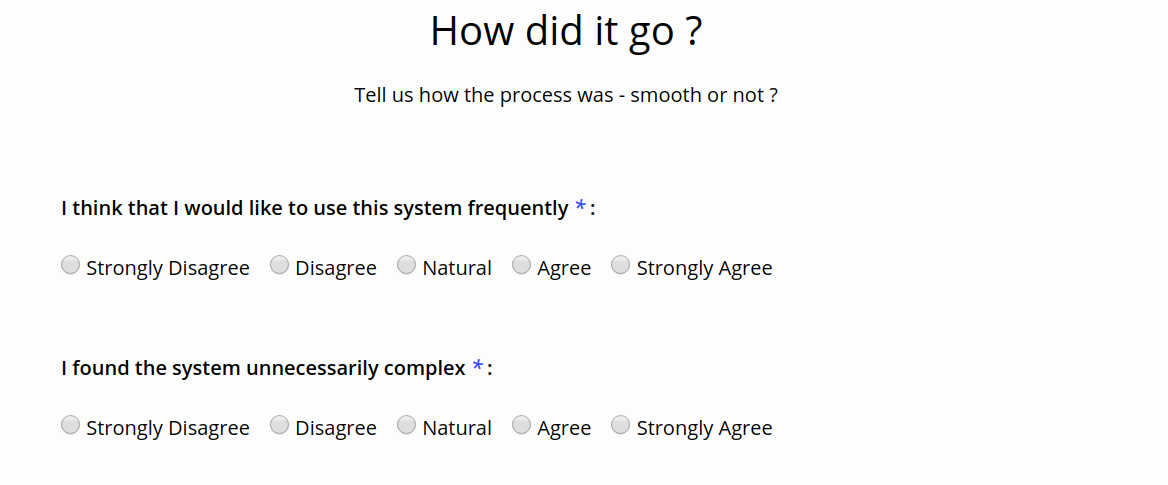 How did it go ?
Tell us how the process was - smooth or not ?
I think that I would like to use this system frequently * :
Strongly Disagree Disagree Natural Agree Strongly Agree
I found the system unnecessarily complex * :
Strongly Disagree Disagree Natural Agree Strongly Agree